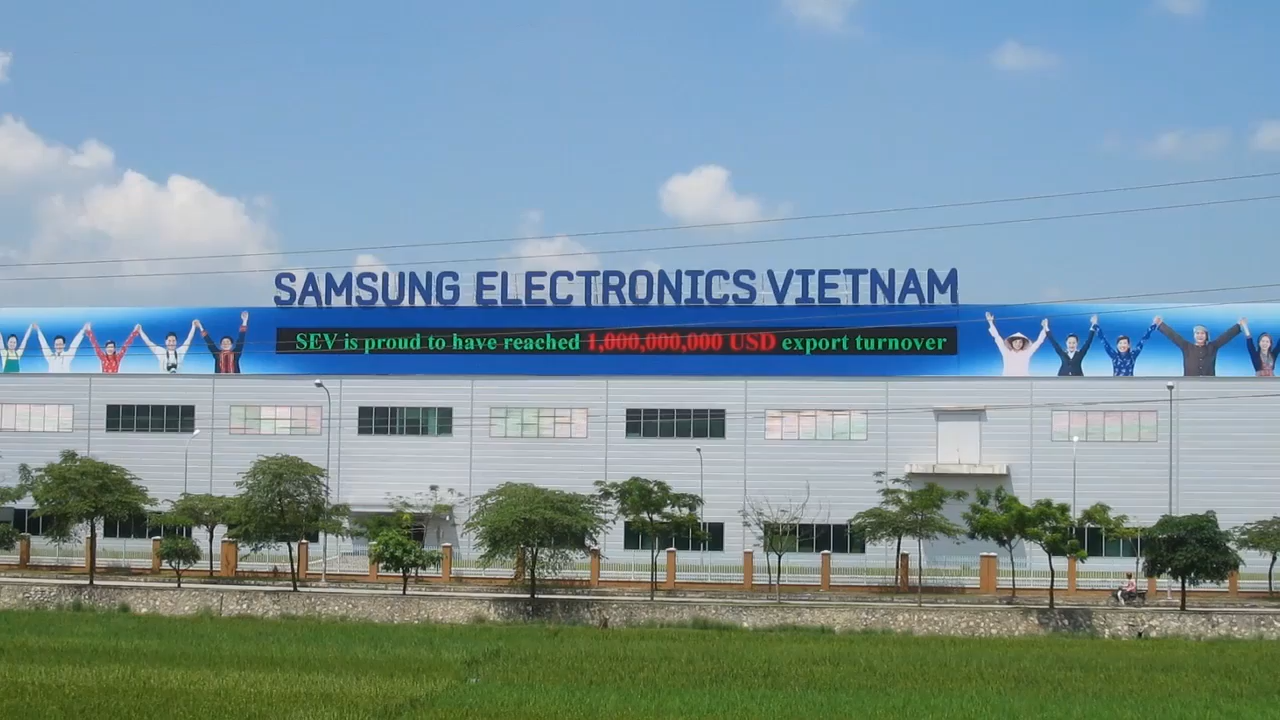 SAMSUNG ELECTRONICS VIETNAM
SEV is proud to have reached 1,000,000,000 USD export turnover